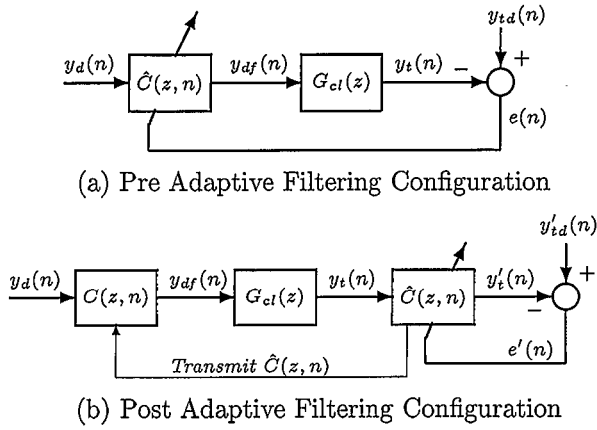 y_td(n)
y_d(n) Ĉ(z, n) y_df(n) G_cl(z) y_t(n) − +
e(n)
(a) Pre Adaptive Filtering Configuration
y'_td(n)
y_d(n) C(z, n) y_df(n) G_cl(z) y_t(n) Ĉ(z, n) y'_t(n) − +
Transmit Ĉ(z, n) e'(n)
(b) Post Adaptive Filtering Configuration